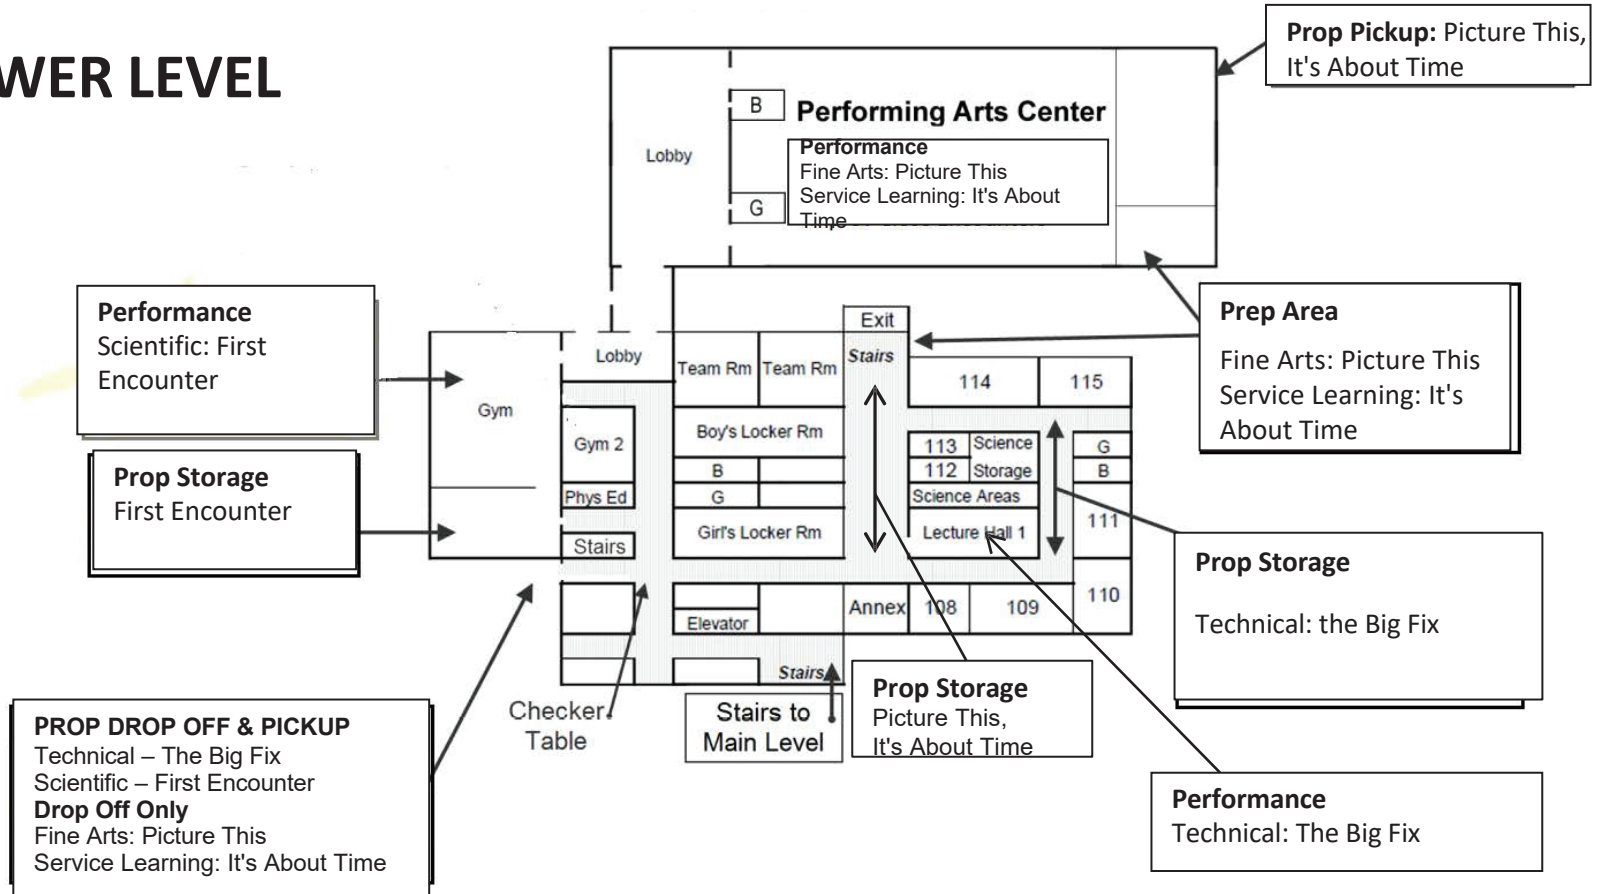 WER LEVEL
Prop Pickup: Picture This,
It's About Time
B
Performing Arts Center
Lobby
Performance
Fine Arts: Picture This
Service Learning: It's About
Time
G
Performance
Scientific: First
Encounter
Prop Storage
First Encounter
Prep Area
Fine Arts: Picture This
Service Learning: It's
About Time
Exit
Lobby
Team Rm
Team Rm
Stairs
114
115
Gym
Gym 2
Boy's Locker Rm
113
Science
G
B
112
Storage
B
Phys Ed
G
Science Areas
111
Stairs
Girl's Locker Rm
Lecture Hall 1
Elevator
Annex
108
109
110
Stairs
Prop Storage
Technical: the Big Fix
Checker
Table
Stairs to
Main Level
Prop Storage
Picture This,
It's About Time
PROP DROP OFF & PICKUP
Technical – The Big Fix
Scientific – First Encounter
Drop Off Only
Fine Arts: Picture This
Service Learning: It's About Time
Performance
Technical: The Big Fix